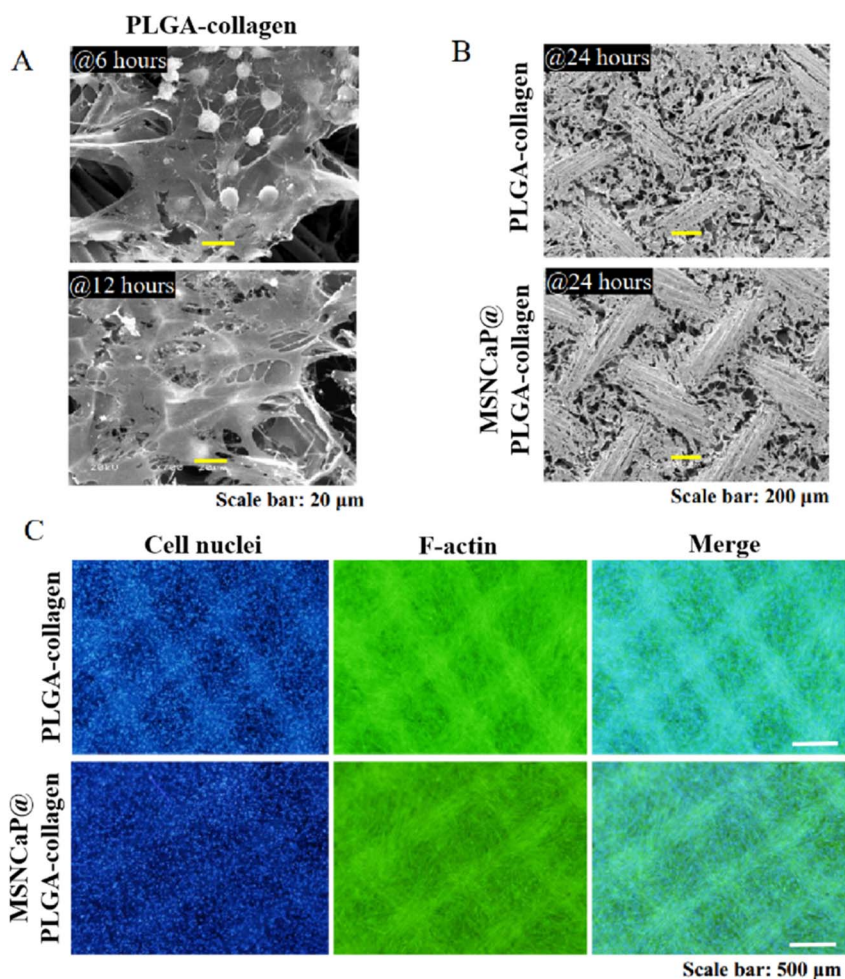 PLGA-collagen
A
@6 hours
@12 hours
Scale bar: 20 μm
B
PLGA-collagen
@24 hours
MSNCaP@
PLGA-collagen
@24 hours
Scale bar: 200 μm
C
Cell nuclei
F-actin
Merge
PLGA-collagen
MSNCaP@
PLGA-collagen
Scale bar: 500 μm